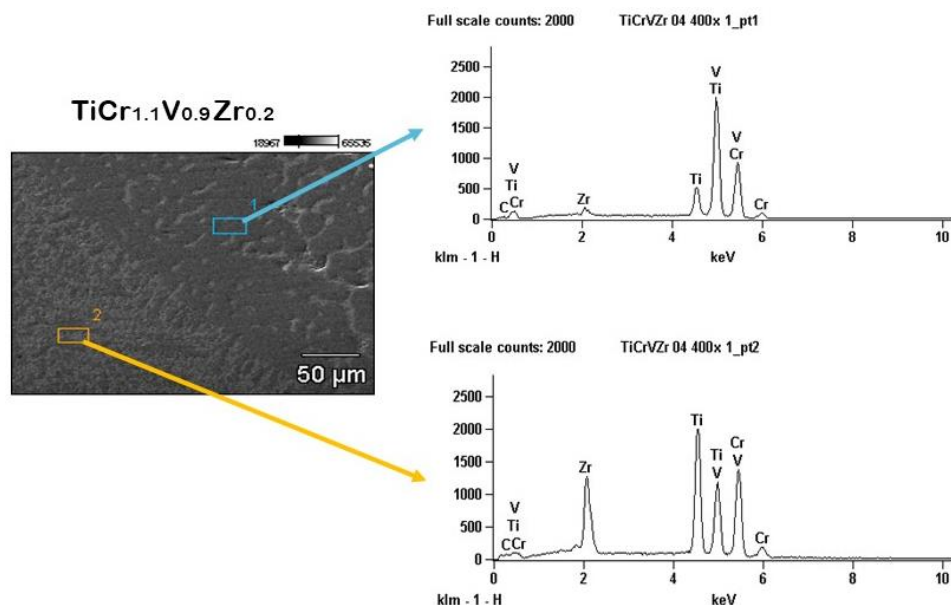 TiCr1.1V0.9Zr0.2
18967 65535
1
2
50 µm
Full scale counts: 2000 TiCrVZr 04 400x 1_pt1
2500
2000
1500
1000
500
0
V
Ti
C Cr
Zr
Ti
V
Ti
V
Cr
Cr
0 2 4 6 8 10
klm - 1 - H keV
Full scale counts: 2000 TiCrVZr 04 400x 1_pt2
2500
2000
1500
1000
500
0
V
Ti
C Cr
Zr
Ti
Ti
V
Cr
V
Cr
0 2 4 6 8 10
klm - 1 - H keV